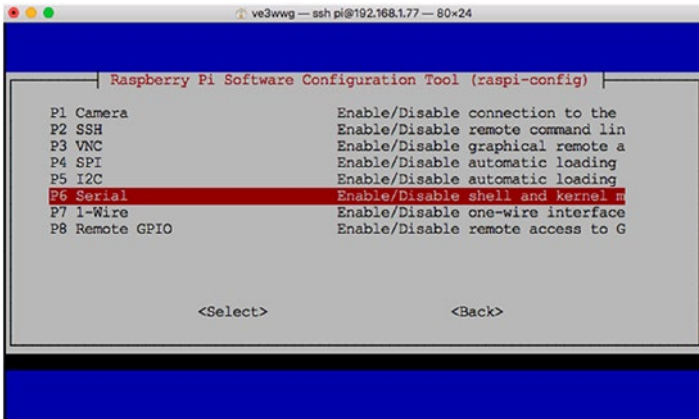 ve3wwg — ssh pi@192.168.1.77 — 80×24
Raspberry Pi Software Configuration Tool (raspi-config)
P1 Camera Enable/Disable connection to the
P2 SSH Enable/Disable remote command lin
P3 VNC Enable/Disable graphical remote a
P4 SPI Enable/Disable automatic loading
P5 I2C Enable/Disable automatic loading
P6 Serial Enable/Disable shell and kernel m
P7 1-Wire Enable/Disable one-wire interface
P8 Remote GPIO Enable/Disable remote access to G
<Select> <Back>